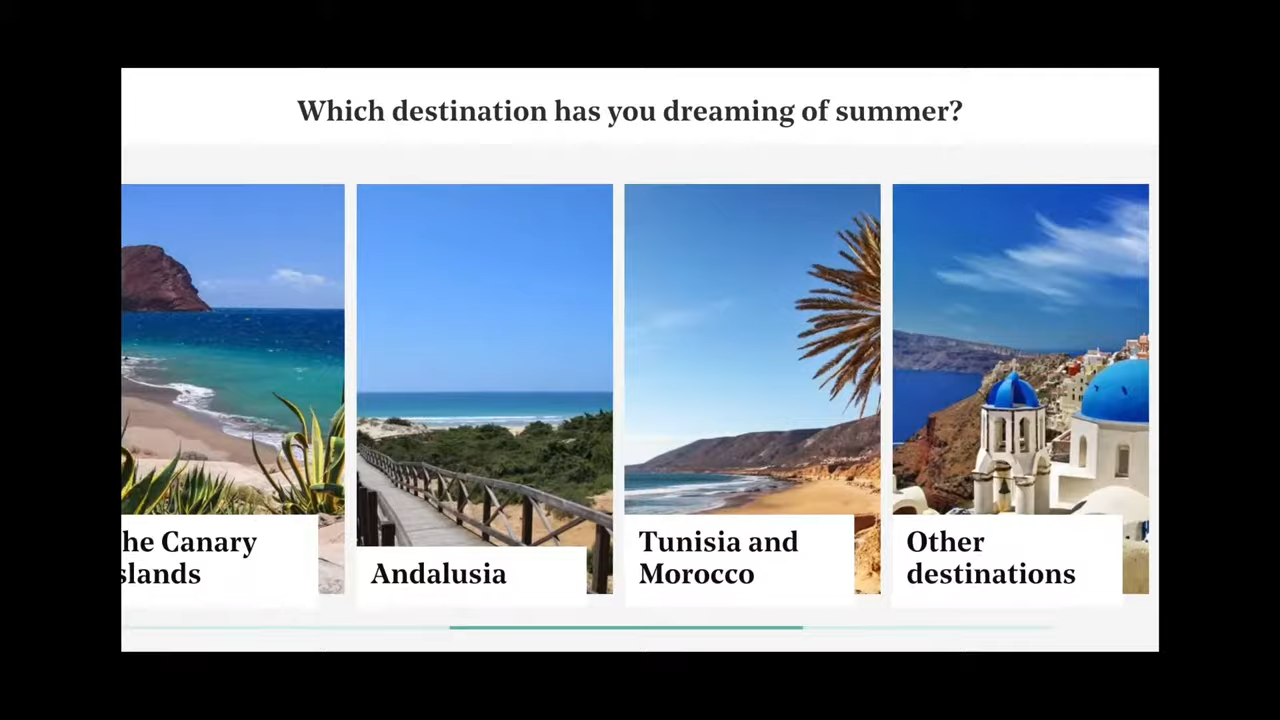 Which destination has you dreaming of summer?
he Canary
slands
Andalusia
Tunisia and
Morocco
Other
destinations